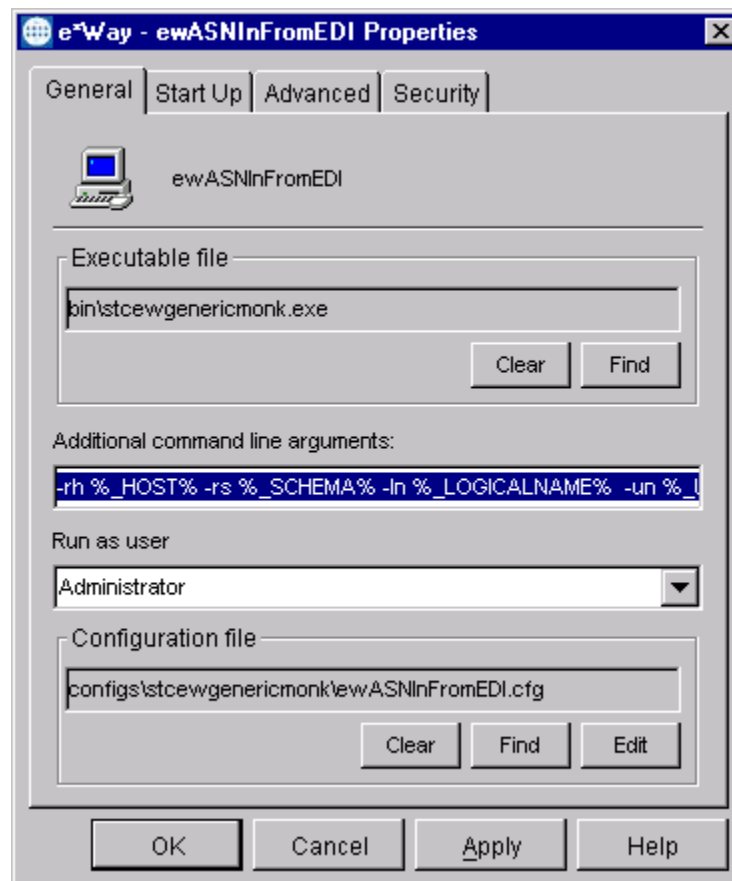 e*Way - ewASNInFromEDI Properties
General Start Up Advanced Security
ewASNInFromEDI
Executable file
bin\stcewgenericmonk.exe
Clear Find
Additional command line arguments:
-rh %_HOST% -rs %_SCHEMA% -ln %_LOGICALNAME% -un %_U
Run as user
Administrator
Configuration file
configs\stcewgenericmonk\ewASNInFromEDI.cfg
Clear Find Edit
OK Cancel Apply Help